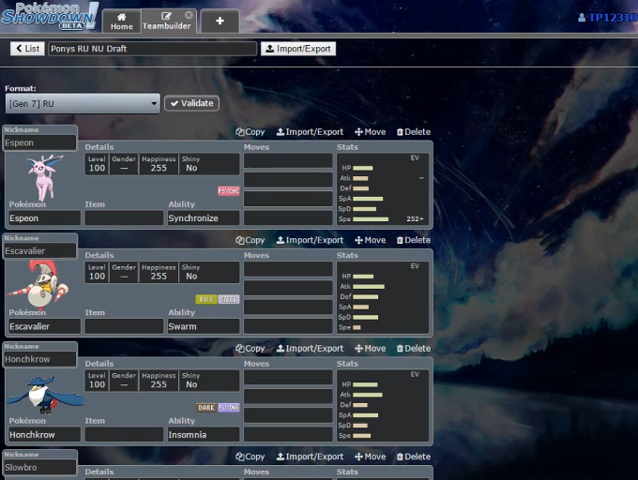 Pokémon
SHOWDOWN!
BETA
Home
Teambuilder
TP12310
List
Ponys RU NU Draft
Import/Export
Format:
[Gen 7] RU
Validate
Nickname
Espeon
Copy Import/Export Move Delete
Details Moves Stats
Level Gender Happiness Shiny
100 — 255 No
EV
HP
Atk –
Def
SpA
SpD
Spe 252+
PSYCHC
Pokémon Item Ability
Espeon Synchronize
Nickname
Escavalier
Copy Import/Export Move Delete
Details Moves Stats
Level Gender Happiness Shiny
100 — 255 No
EV
HP
Atk
Def
SpA
SpD
Spe
BUG STEEL
Pokémon Item Ability
Escavalier Swarm
Nickname
Honchkrow
Copy Import/Export Move Delete
Details Moves Stats
Level Gender Happiness Shiny
100 — 255 No
EV
HP
Atk
Def
SpA
SpD
Spe
DARK FLYING
Pokémon Item Ability
Honchkrow Insomnia
Nickname
Slowbro
Copy Import/Export Move Delete
Details Moves Stats